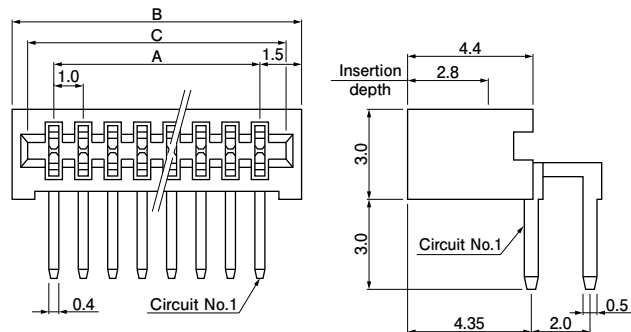 B
C
A
1.5
1.0
0.4
Circuit No.1
4.4
Insertion
depth
2.8
3.0
3.0
Circuit No.1
4.35
2.0
0.5